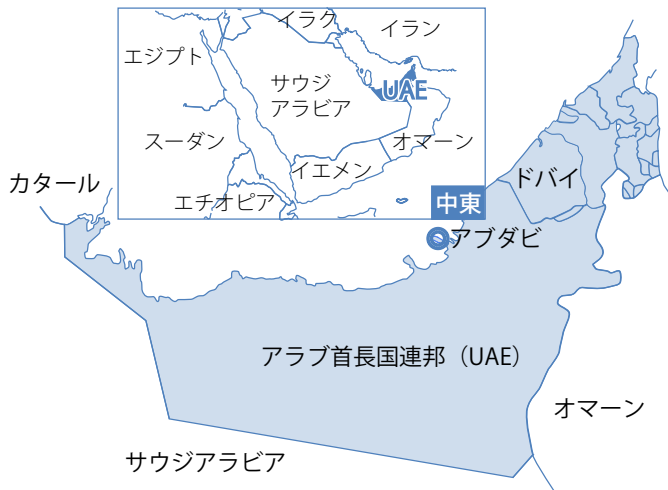 イラク
イラン
エジプト
サウジ
アラビア
UAE
スーダン
オマーン
イエメン
エチオピア
中東
カタール
ドバイ
アブダビ
アラブ首長国連邦（UAE）
オマーン
サウジアラビア